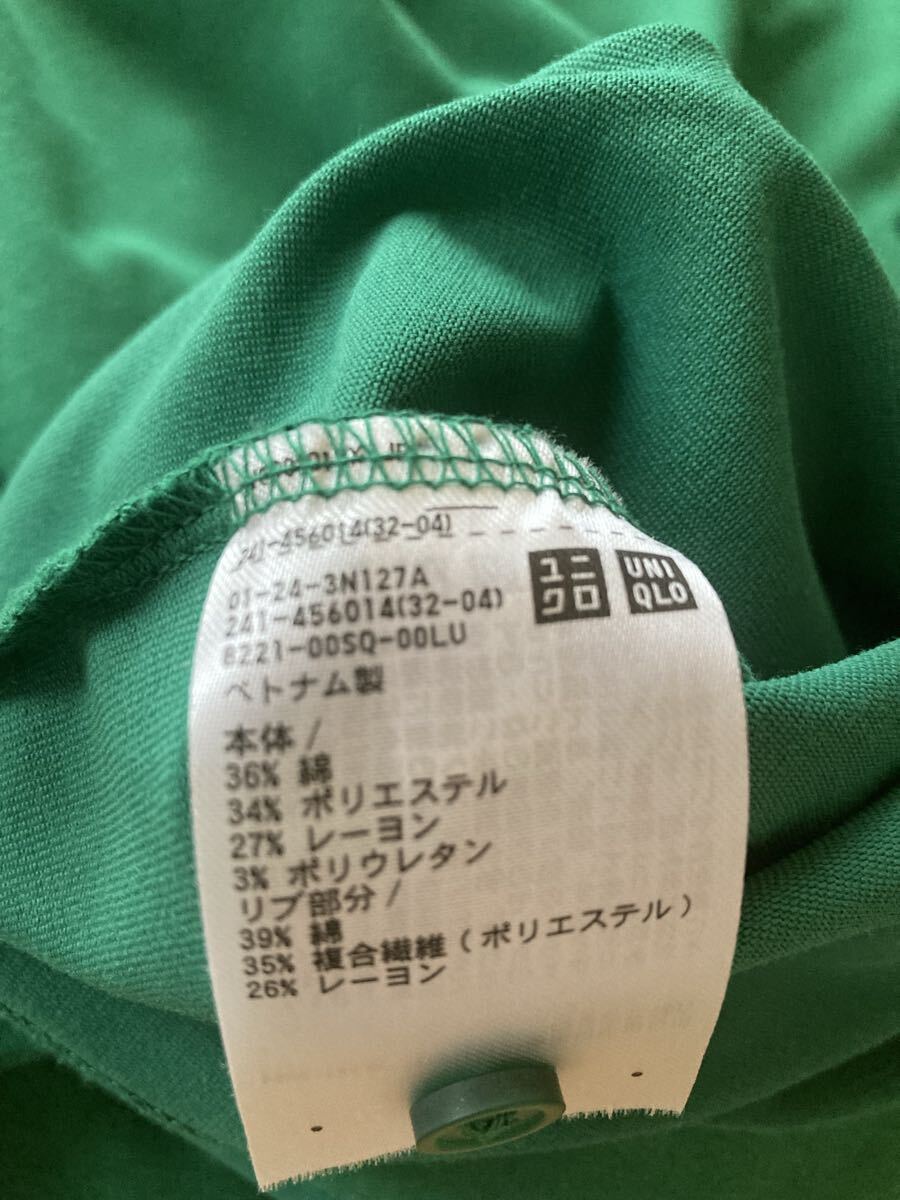 241-456014(32-04)
01-24-3N127A
241-456014(32-04)
8221-00SQ-00LU
ユニクロ
UNIQLO
ベトナム製
本体/
36% 綿
34% ポリエステル
27% レーヨン
3% ポリウレタン
リブ部分/
39% 綿
35% 複合繊維(ポリエステル)
26% レーヨン